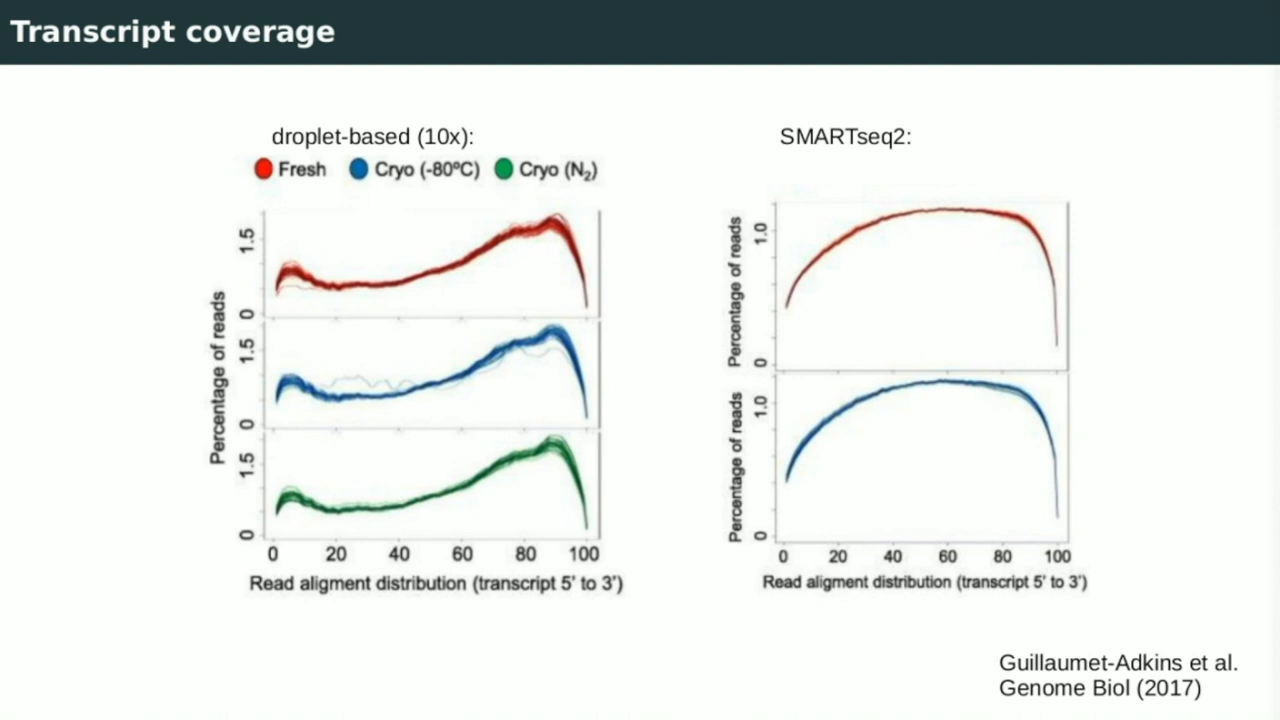 Transcript coverage
droplet-based (10x):
Fresh Cryo (-80ºC) Cryo (N₂)
Percentage of reads
1.5
0
1.5
0
1.5
0
0 20 40 60 80 100
Read aligment distribution (transcript 5' to 3')
SMARTseq2:
Percentage of reads
1.0
0
Percentage of reads
1.0
0
0 20 40 60 80 100
Read aligment distribution (transcript 5' to 3')
Guillaumet-Adkins et al.
Genome Biol (2017)